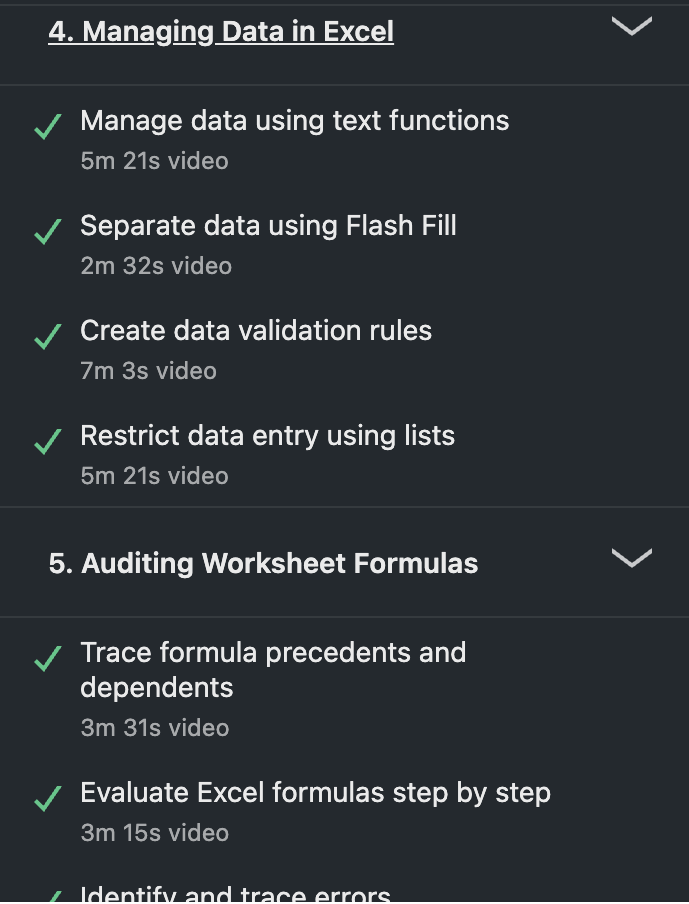 4. Managing Data in Excel
Manage data using text functions
5m 21s video
Separate data using Flash Fill
2m 32s video
Create data validation rules
7m 3s video
Restrict data entry using lists
5m 21s video
5. Auditing Worksheet Formulas
Trace formula precedents and
dependents
3m 31s video
Evaluate Excel formulas step by step
3m 15s video
Identify and trace errors